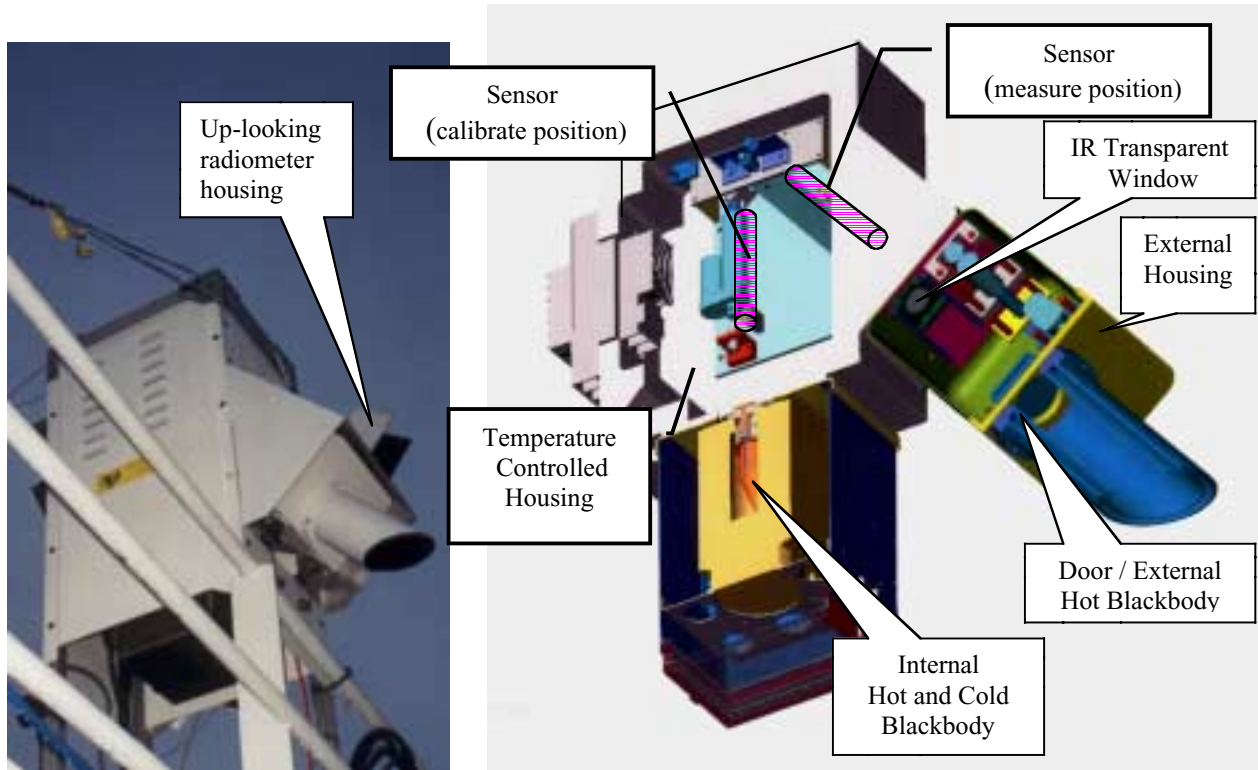 Up-looking
radiometer
housing
Sensor
(calibrate position)
Sensor
(measure position)
IR Transparent
Window
External
Housing
Temperature
Controlled
Housing
Door / External
Hot Blackbody
Internal
Hot and Cold
Blackbody